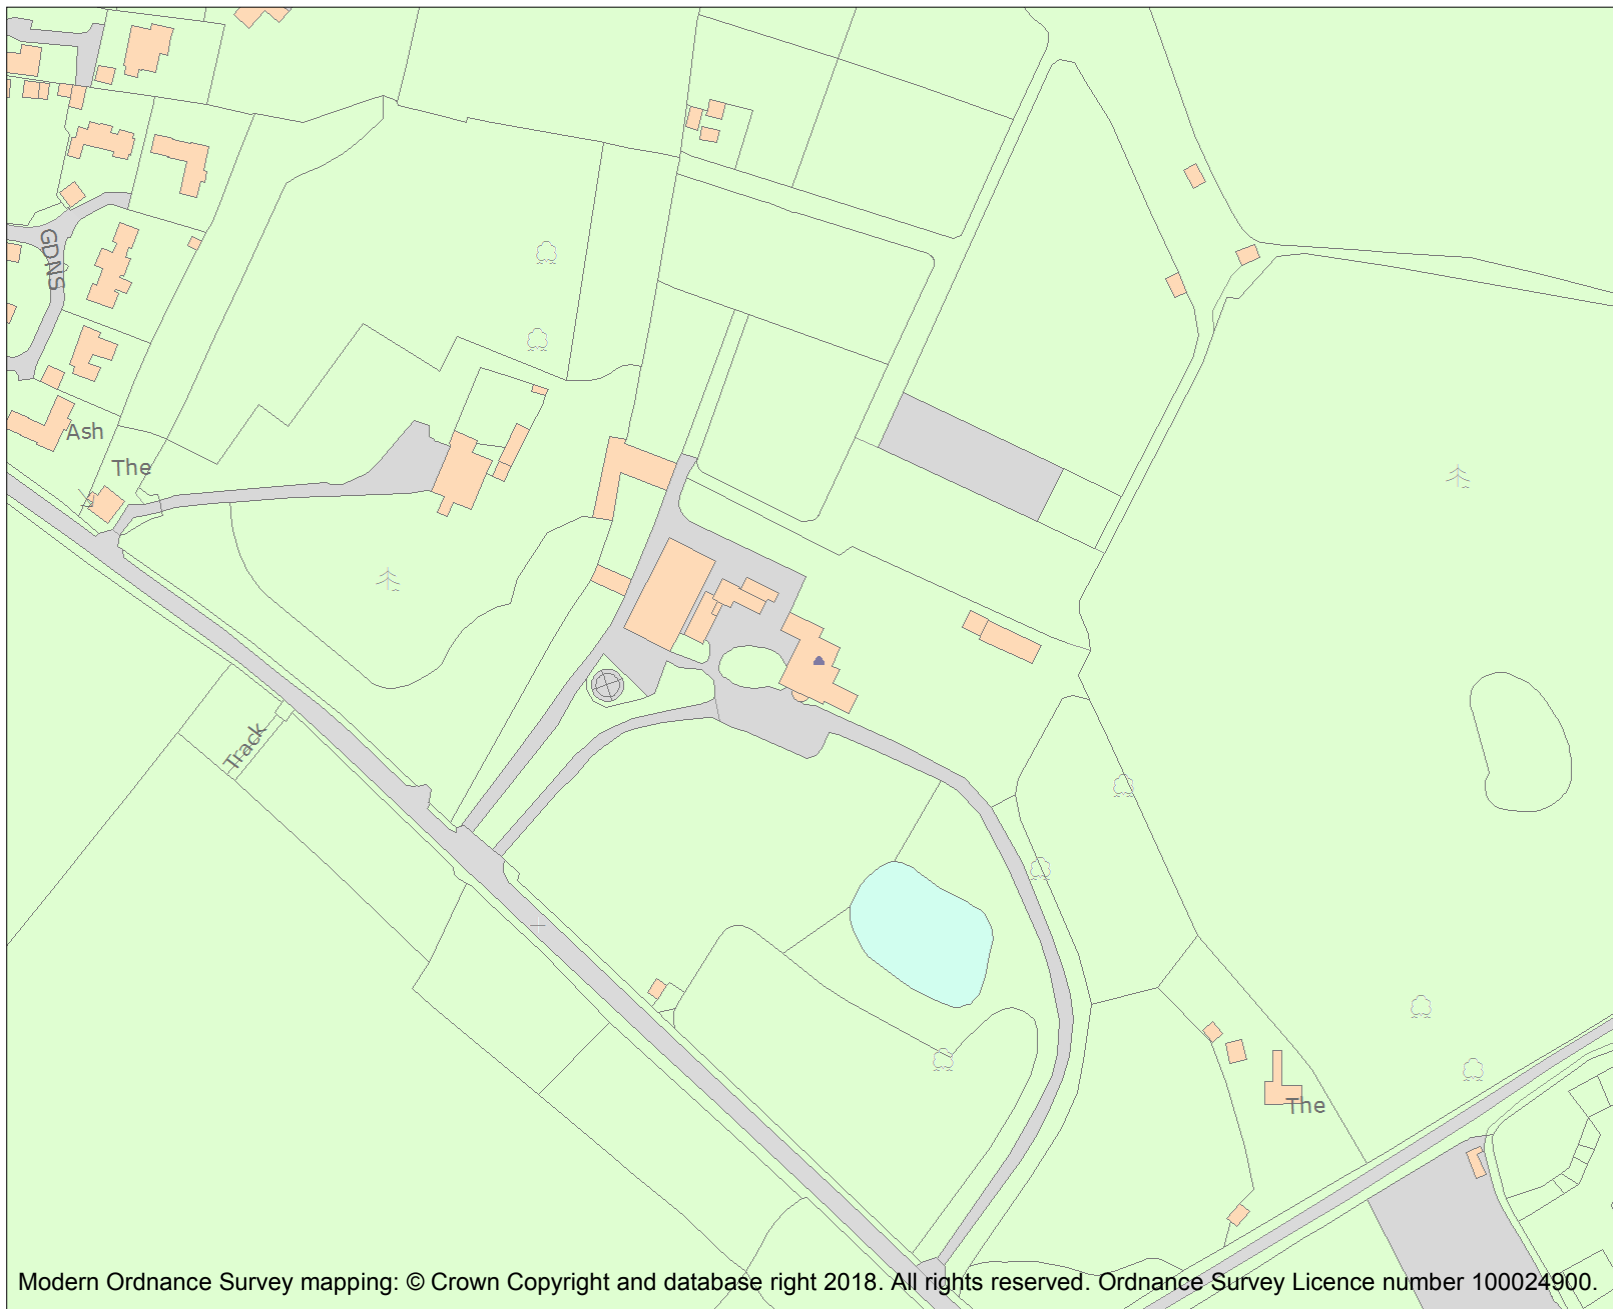 GDNS
Ash
The
Track
The
Modern Ordnance Survey mapping: © Crown Copyright and database right 2018. All rights reserved. Ordnance Survey Licence number 100024900.